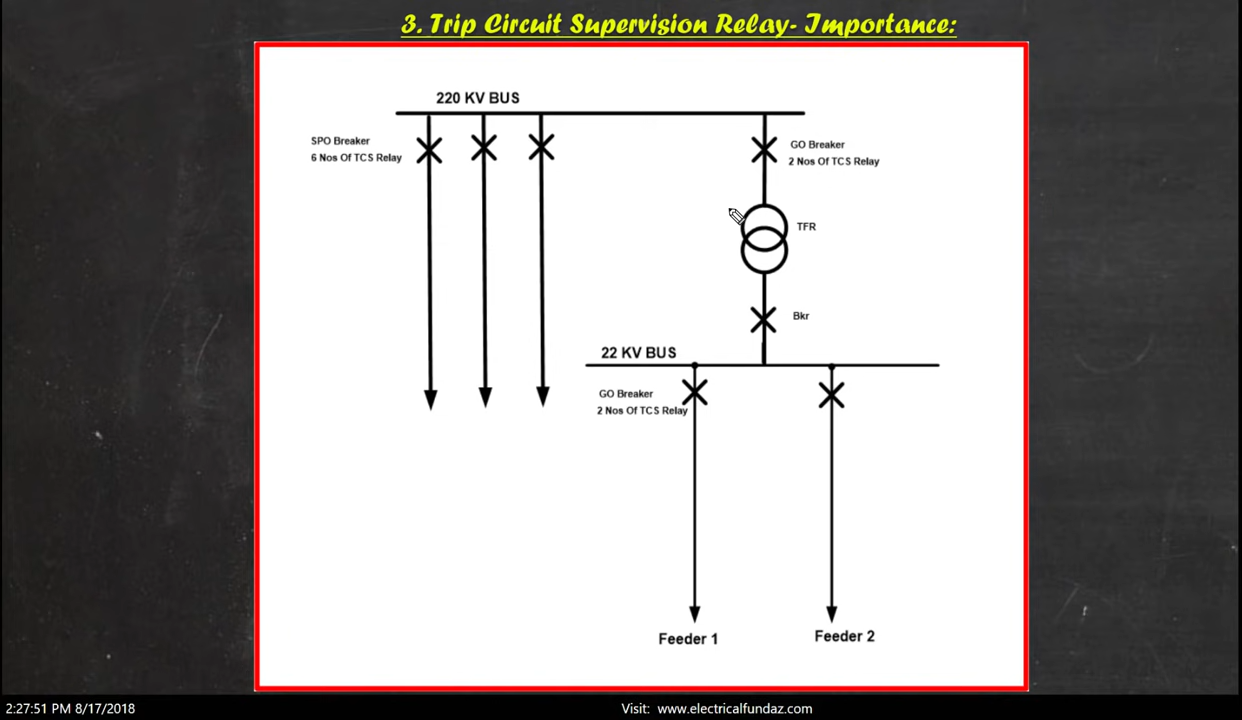 3. Trip Circuit Supervision Relay- Importance:
220 KV BUS
SPO Breaker
6 Nos Of TCS Relay
GO Breaker
2 Nos Of TCS Relay
TFR
Bkr
22 KV BUS
GO Breaker
2 Nos Of TCS Relay
Feeder 1
Feeder 2
2:27:51 PM 8/17/2018
Visit: www.electricalfundaz.com